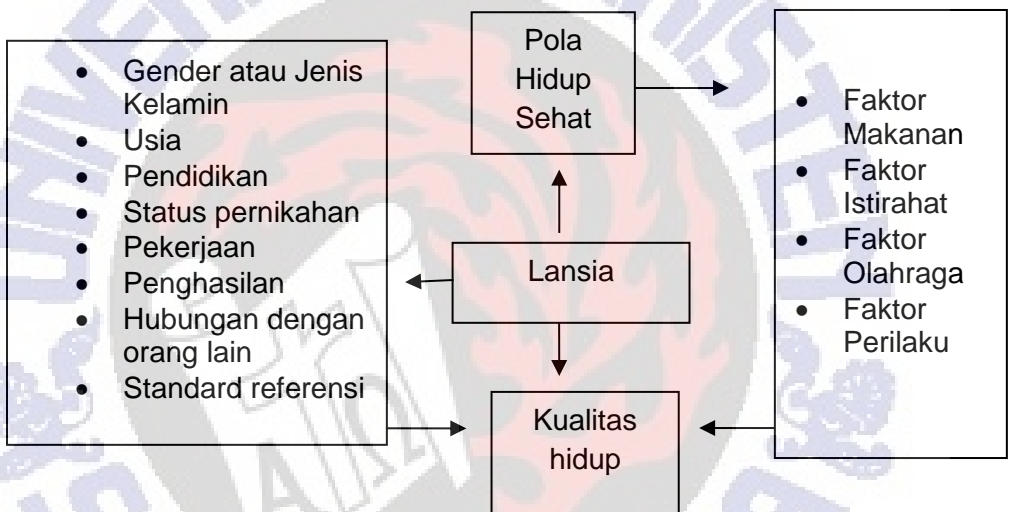 • Gender atau Jenis
Kelamin
• Usia
• Pendidikan
• Status pernikahan
• Pekerjaan
• Penghasilan
• Hubungan dengan
orang lain
• Standard referensi
Pola
Hidup
Sehat
Lansia
Kualitas
hidup
• Faktor
Makanan
• Faktor
Istirahat
• Faktor
Olahraga
• Faktor
Perilaku